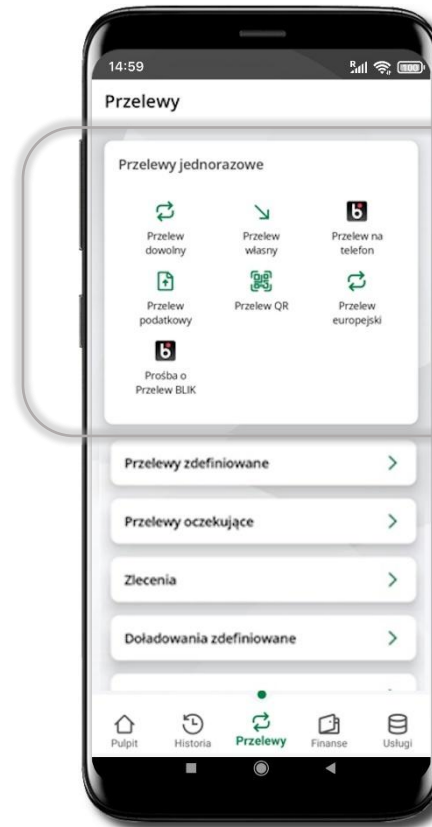 14:59
R
100
Przelewy
Przelewy jednorazowe
Przelew
dowolny
Przelew
własny
Przelew na
telefon
Przelew
podatkowy
Przelew QR
Przelew
europejski
Prośba o
Przelew BLIK
Przelewy zdefiniowane
Przelewy oczekujące
Zlecenia
Doładowania zdefiniowane
Pulpit
Historia
Przelewy
Finanse
Usługi